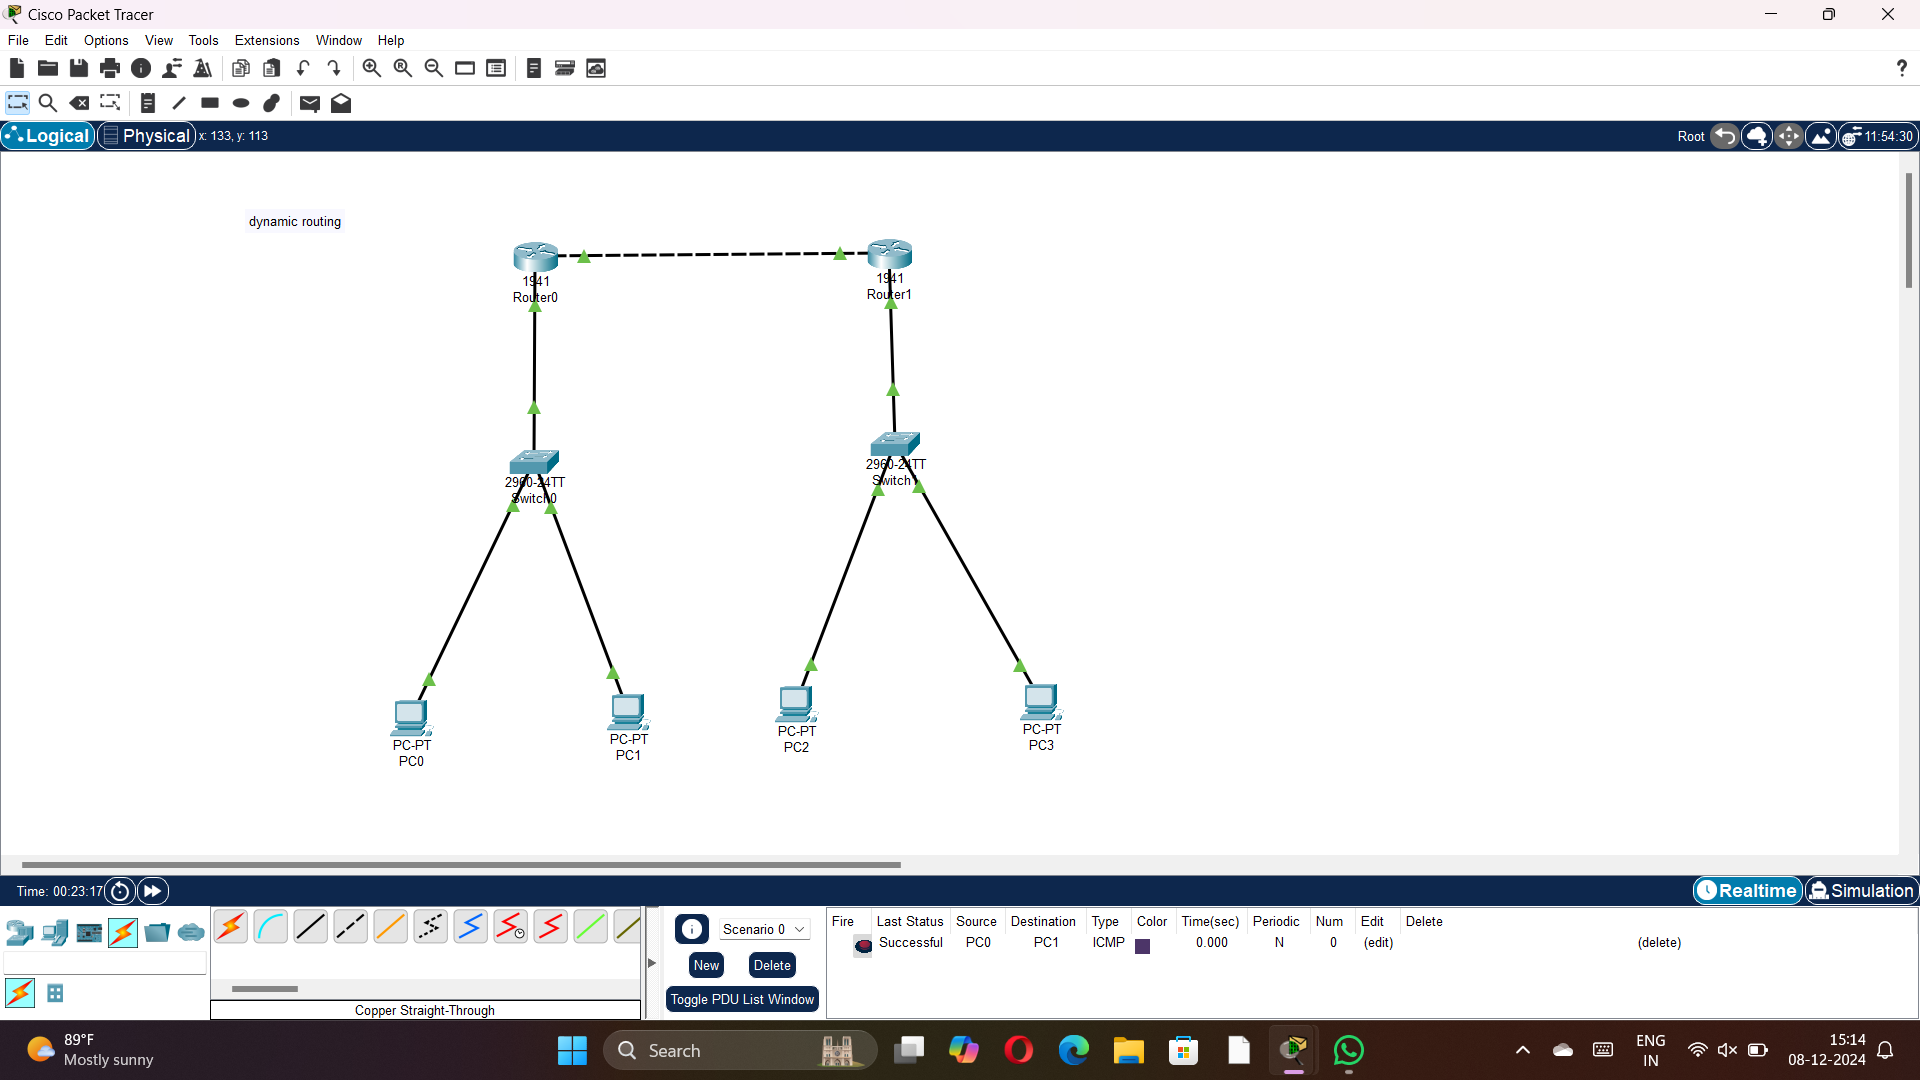 Cisco Packet Tracer
File Edit Options View Tools Extensions Window Help
?
Logical Physical x: 133, y: 113 Root 11:54:30
dynamic routing
1941
Router0
1941
Router1
2960-24TT
Switch0
2960-24TT
Switch1
PC-PT
PC0
PC-PT
PC1
PC-PT
PC2
PC-PT
PC3
Time: 00:23:17 Realtime Simulation
Scenario 0
New Delete
Toggle PDU List Window
Copper Straight-Through
Fire Last Status Source Destination Type Color Time(sec) Periodic Num Edit Delete
Successful PC0 PC1 ICMP 0.000 N 0 (edit) (delete)
89°F
Mostly sunny
Search
ENG
IN
15:14
08-12-2024